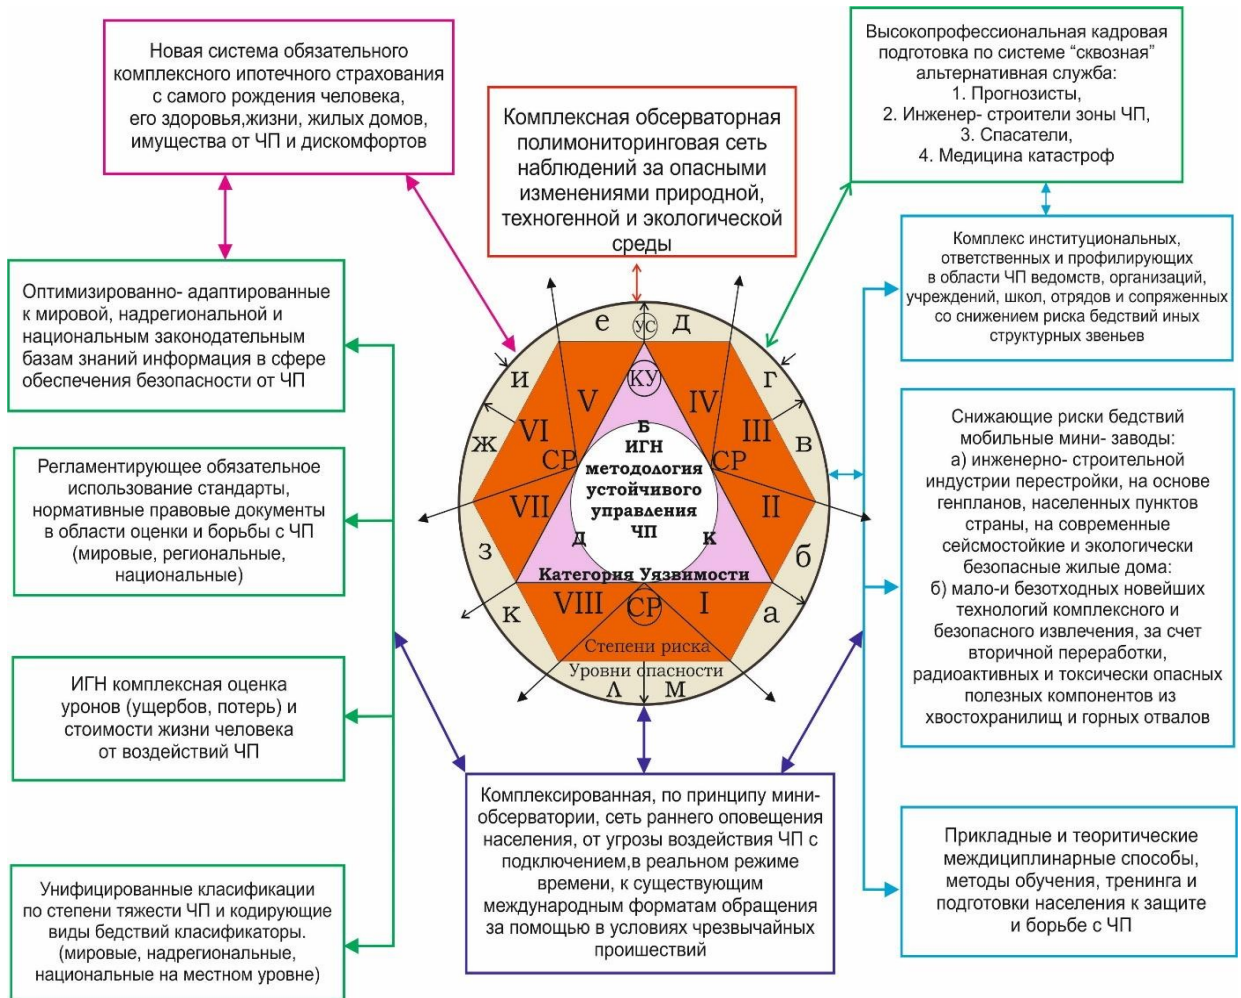 Новая система обязательного
комплексного ипотечного страхования
с самого рождения человека,
его здоровья,жизни, жилых домов,
имущества от ЧП и дискомфортов
Комплексная обсерваторная
полимониторинговая сеть
наблюдений за опасными
изменениями природной,
техногенной и экологической
среды
Высокопрофессиональная кадровая
подготовка по системе “сквозная”
альтернативная служба:
1. Прогнозисты,
2. Инженер- строители зоны ЧП,
3. Спасатели,
4. Медицина катастроф
Оптимизированно- адаптированные
к мировой, надрегиональной и
национальным законодательным
базам знаний информация в сфере
обеспечения безопасности от ЧП
Регламентирующее обязательное
использование стандарты,
нормативные правовые документы
в области оценки и борьбы с ЧП
(мировые, региональные,
национальные)
ИГН комплексная оценка
уронов (ущербов, потерь) и
стоимости жизни человека
от воздействий ЧП
Унифицированные класификации
по степени тяжести ЧП и кодирующие
виды бедствий классификаторы.
(мировые, надрегиональные,
национальные на местном уровне)
е УС д
и г
КУ
V IV
ж VI III в
Б
ИГН
СР методология СР
устойчивого
VII управления II
ЧП
з Д К б
Категория Уязвимости
к VIII СР I а
Степени риска
Уровни опасности
л м
Комплексированная, по принципу мини-
обсерватории, сеть раннего оповещения
населения, от угрозы воздействия ЧП с
подключением,в реальном режиме
времени, к существующим
международным форматам обращения
за помощью в условиях чрезвычайных
проишествий
Комплекс институциональных,
ответственных и профилирующих
в области ЧП ведомств, организаций,
учреждений, школ, отрядов и сопряженных
со снижением риска бедствий иных
структурных звеньев
Снижающие риски бедствий
мобильные мини- заводы:
а) инженерно- строительной
индустрии перестройки, на основе
генпланов, населенных пунктов
страны, на современные
сейсмостойкие и экологически
безопасные жилые дома:
б) мало-и безотходных новейших
технологий комплексного и
безопасного извлечения, за счет
вторичной переработки,
радиоактивных и токсически опасных
полезных компонентов из
хвостохранилищ и горных отвалов
Прикладные и теоритические
междициплинарные способы,
методы обучения, тренинга и
подготовки населения к защите
и борьбе с ЧП